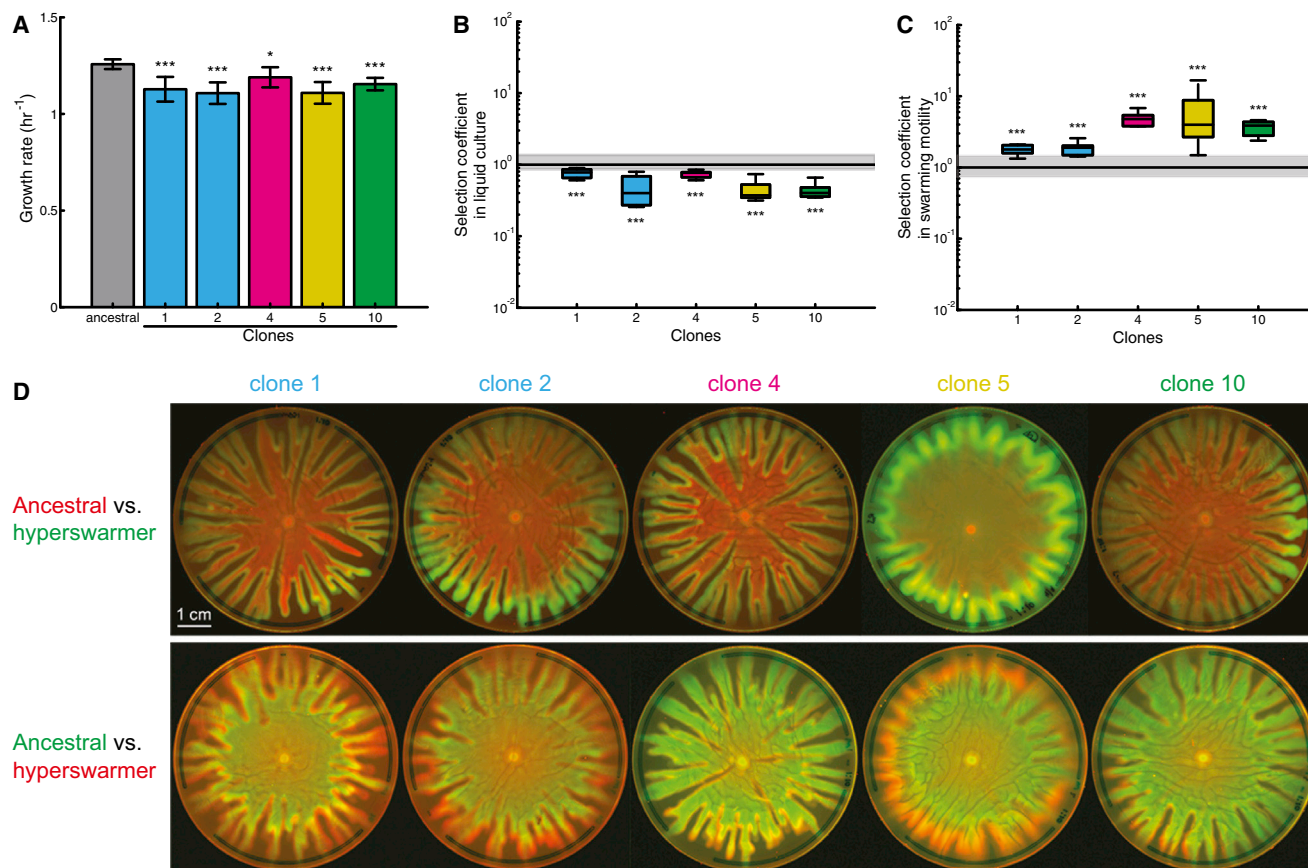 A
Growth rate (hr⁻¹)
1.5
1
0.5
0
***
***
*
***
***
ancestral
1
2
4
5
10
Clones
B
Selection coefficient
in liquid culture
10²
10¹
10⁰
10⁻¹
10⁻²
***
***
***
***
***
1
2
4
5
10
Clones
C
Selection coefficient
in swarming motility
10²
10¹
10⁰
10⁻¹
10⁻²
***
***
***
***
***
1
2
4
5
10
Clones
D
clone 1
clone 2
clone 4
clone 5
clone 10
Ancestral vs.
hyperswarmer
1 cm
Ancestral vs.
hyperswarmer